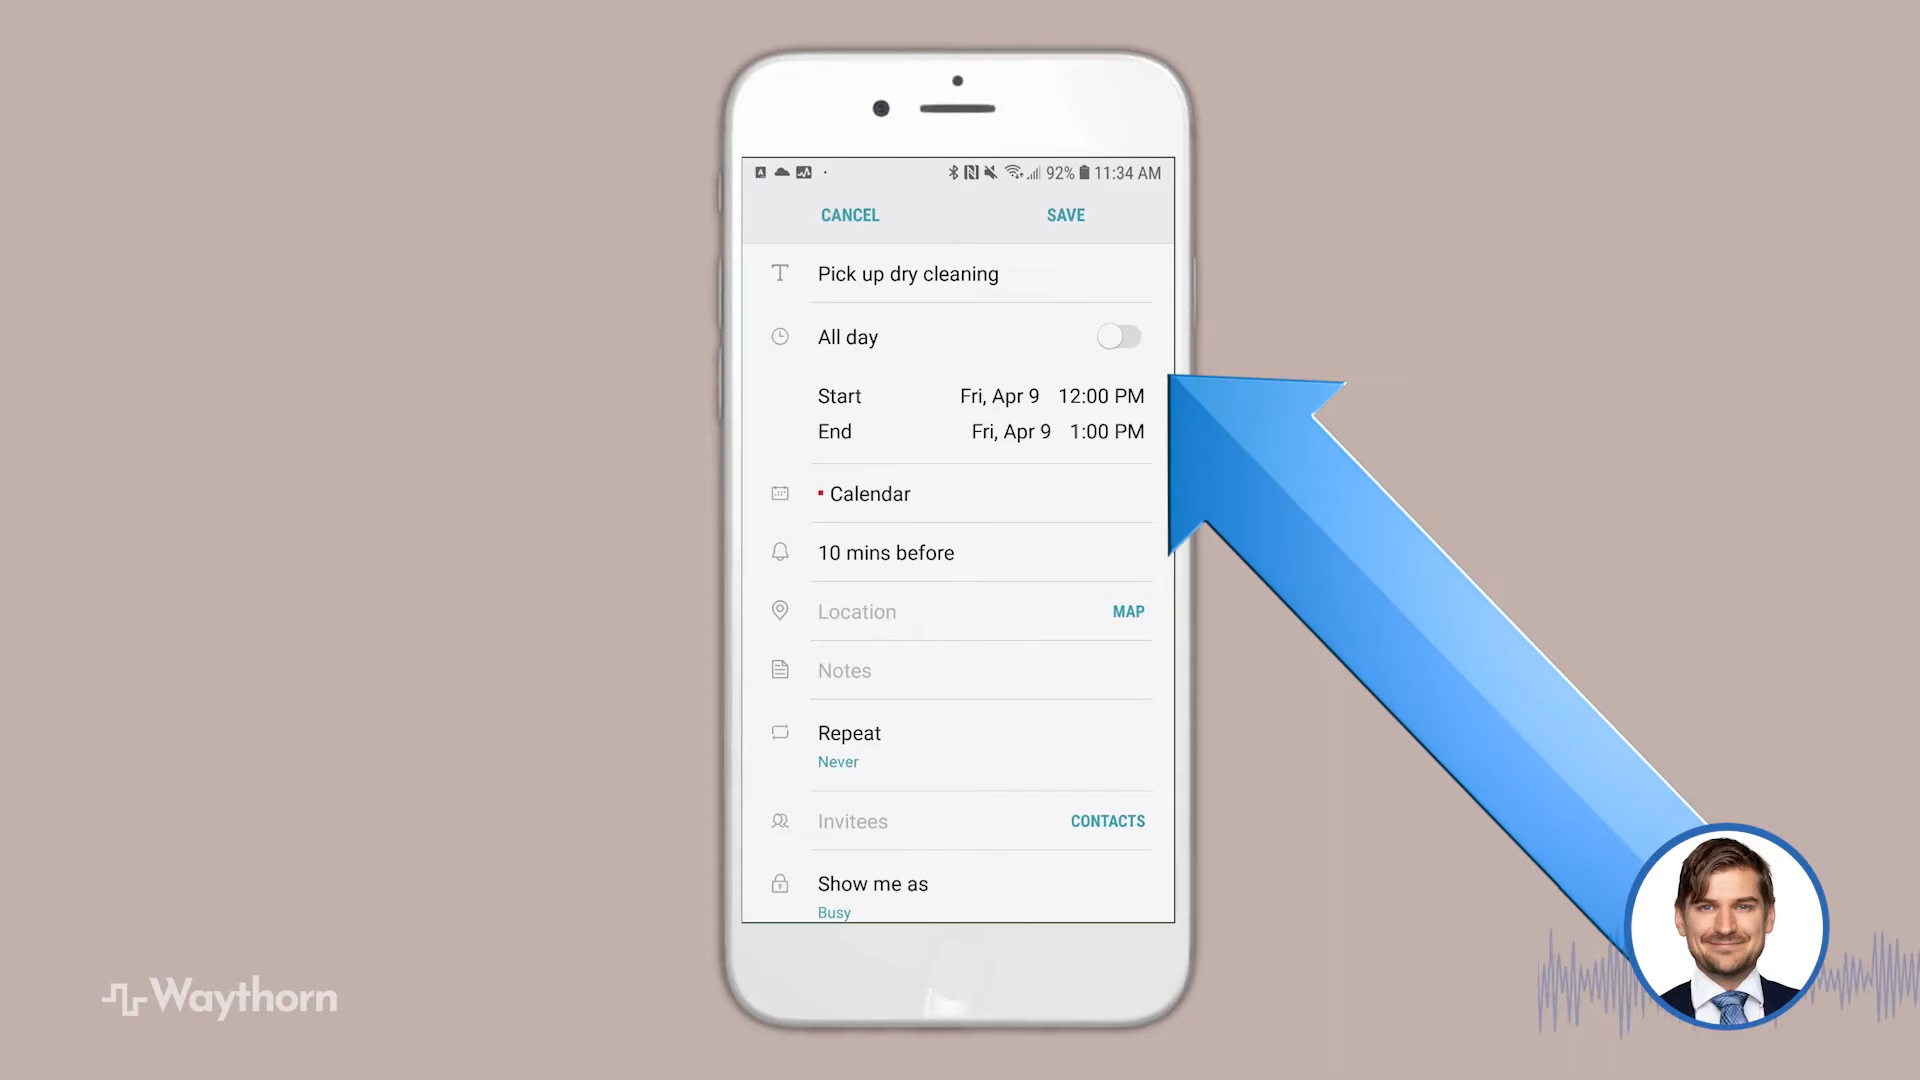 92% 11:34 AM
CANCEL SAVE
Pick up dry cleaning
All day
Start Fri, Apr 9 12:00 PM
End Fri, Apr 9 1:00 PM
Calendar
10 mins before
Location MAP
Notes
Repeat
Never
Invitees CONTACTS
Show me as
Busy
Waythorn